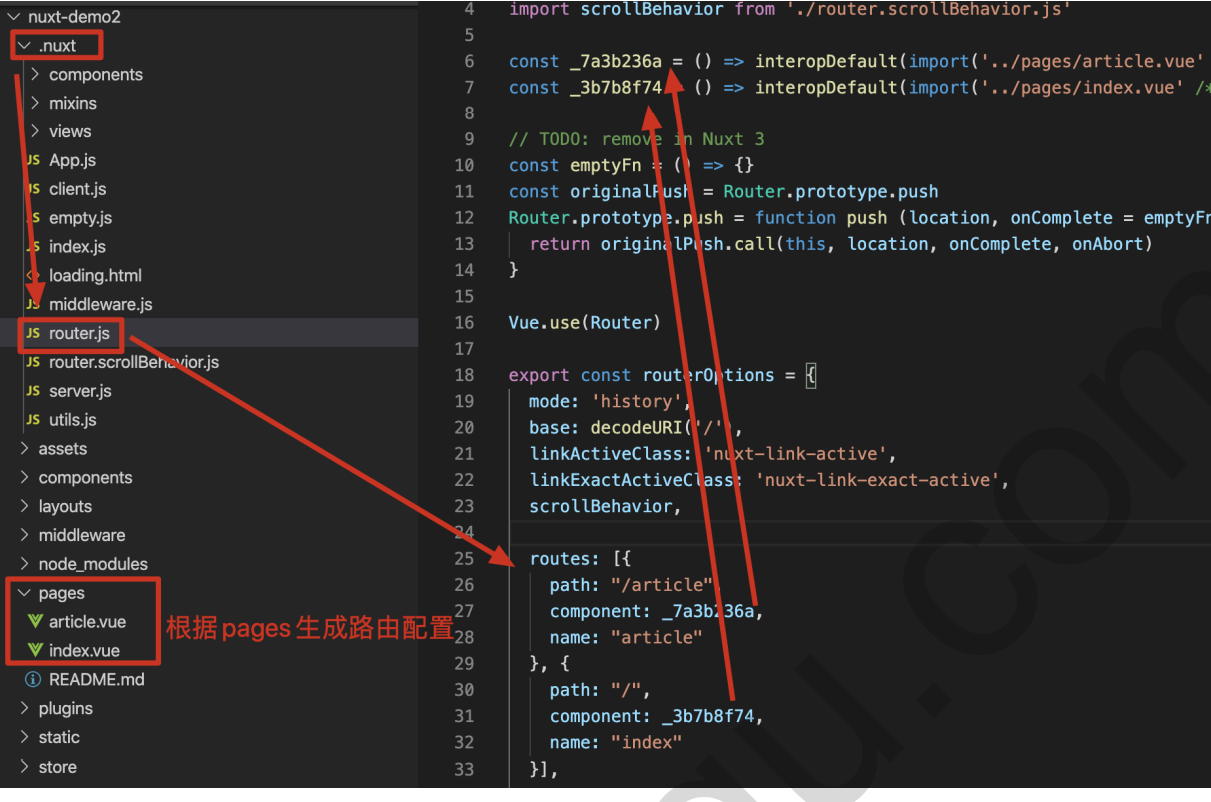 nuxt-demo2
.nuxt
components
mixins
views
JS App.js
JS client.js
JS empty.js
JS index.js
<> loading.html
JS middleware.js
JS router.js
JS router.scrollBehavior.js
JS server.js
JS utils.js
assets
components
layouts
middleware
node_modules
pages
article.vue
index.vue
README.md
plugins
static
store
根据pages生成路由配置
4 import scrollBehavior from './router.scrollBehavior.js'
5
6 const _7a3b236a = () => interopDefault(import('../pages/article.vue'
7 const _3b7b8f74 = () => interopDefault(import('../pages/index.vue' /*
8
9 // TODO: remove in Nuxt 3
10 const emptyFn = () => {}
11 const originalPush = Router.prototype.push
12 Router.prototype.push = function push (location, onComplete = emptyFn
13 return originalPush.call(this, location, onComplete, onAbort)
14 }
15
16 Vue.use(Router)
17
18 export const routerOptions = {
19 mode: 'history',
20 base: decodeURI('/'),
21 linkActiveClass: 'nuxt-link-active',
22 linkExactActiveClass: 'nuxt-link-exact-active',
23 scrollBehavior,
24
25 routes: [{
26 path: "/article",
27 component: _7a3b236a,
28 name: "article"
29 }, {
30 path: "/",
31 component: _3b7b8f74,
32 name: "index"
33 }],